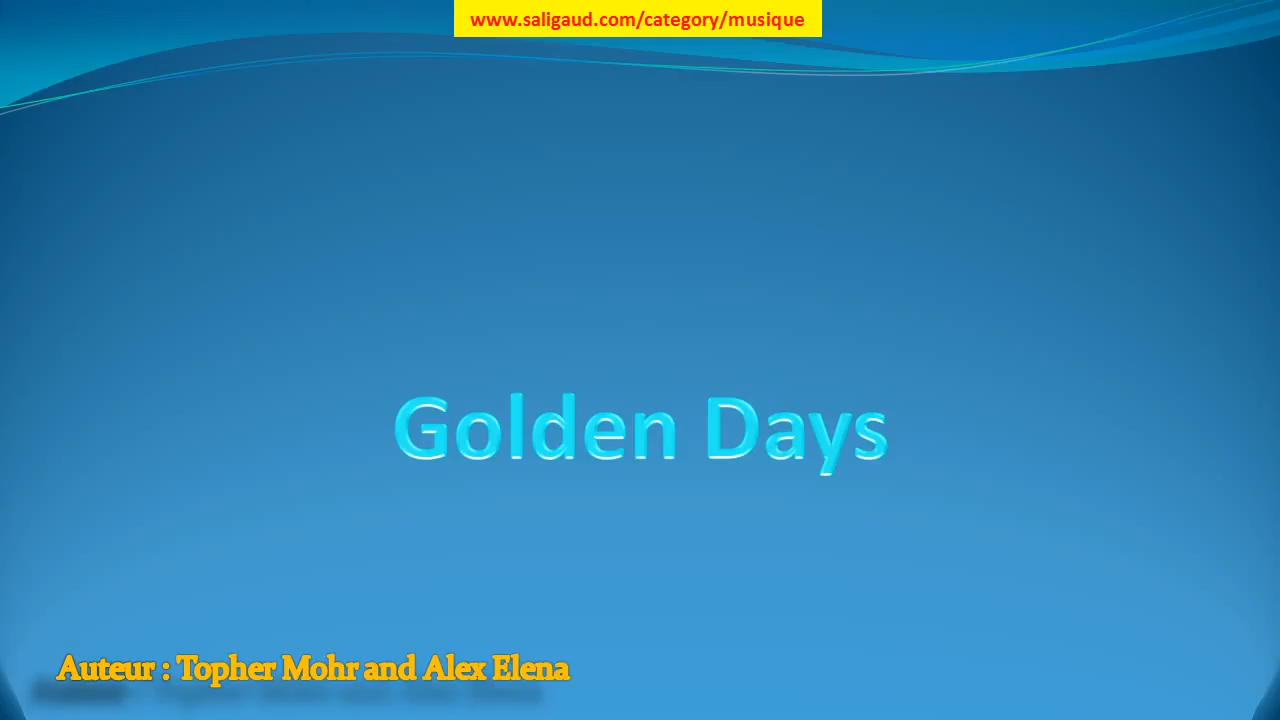 www.saligaud.com/category/musique
Golden Days
Auteur : Topher Mohr and Alex Elena